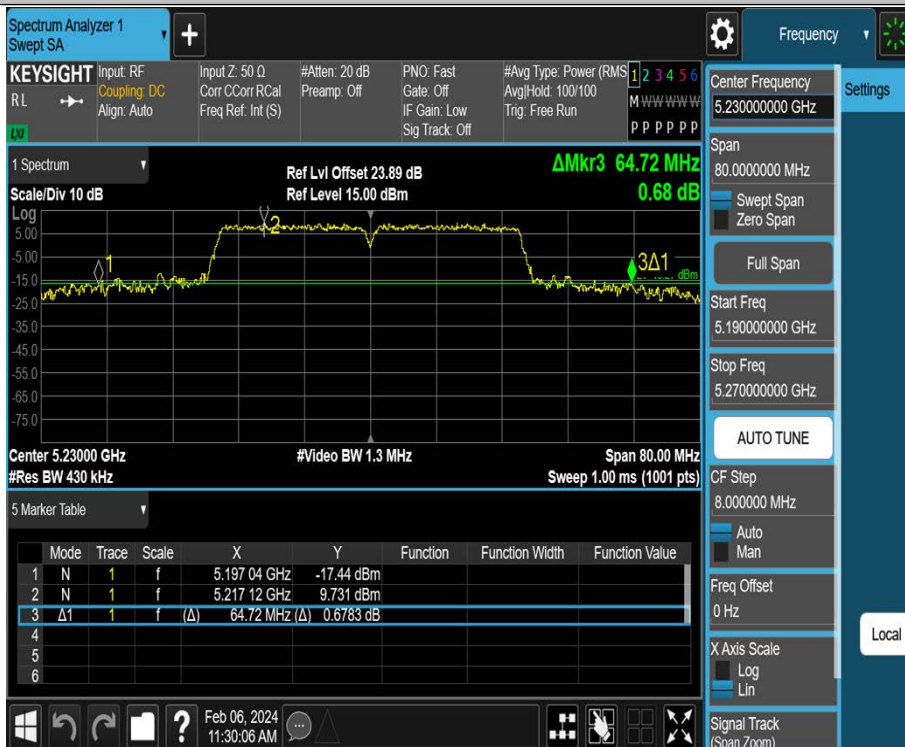 Spectrum Analyzer 1
Swept SA
+
Frequency
KEYSIGHT
RL
LXI
Input: RF
Coupling: DC
Align: Auto
Input Z: 50 Ω
Corr CCorr RCal
Freq Ref: Int (S)
#Atten: 20 dB
Preamp: Off
PNO: Fast
Gate: Off
IF Gain: Low
Sig Track: Off
#Avg Type: Power (RMS
Avg|Hold: 100/100
Trig: Free Run
1 2 3 4 5 6
M W W W W W
P P P P P P
1 Spectrum
Scale/Div 10 dB
Ref Lvl Offset 23.89 dB
Ref Level 15.00 dBm
ΔMkr3 64.72 MHz
0.68 dB
Log
5.00
-5.00
-15.0
-25.0
-35.0
-45.0
-55.0
-65.0
-75.0
1
2
3Δ1
dBm
Center 5.23000 GHz
#Video BW 1.3 MHz
Span 80.00 MHz
#Res BW 430 kHz
Sweep 1.00 ms (1001 pts)
5 Marker Table
Mode Trace Scale X Y Function Function Width Function Value
1 N 1 f 5.197 04 GHz -17.44 dBm
2 N 1 f 5.217 12 GHz 9.731 dBm
3 Δ1 1 f (Δ) 64.72 MHz (Δ) 0.6783 dB
4
5
6
?
Feb 06, 2024
11:30:06 AM
Center Frequency
5.230000000 GHz
Settings
Span
80.0000000 MHz
Swept Span
Zero Span
Full Span
Start Freq
5.190000000 GHz
Stop Freq
5.270000000 GHz
AUTO TUNE
CF Step
8.000000 MHz
Auto
Man
Freq Offset
0 Hz
Local
X Axis Scale
Log
Lin
Signal Track
(Span Zoom)